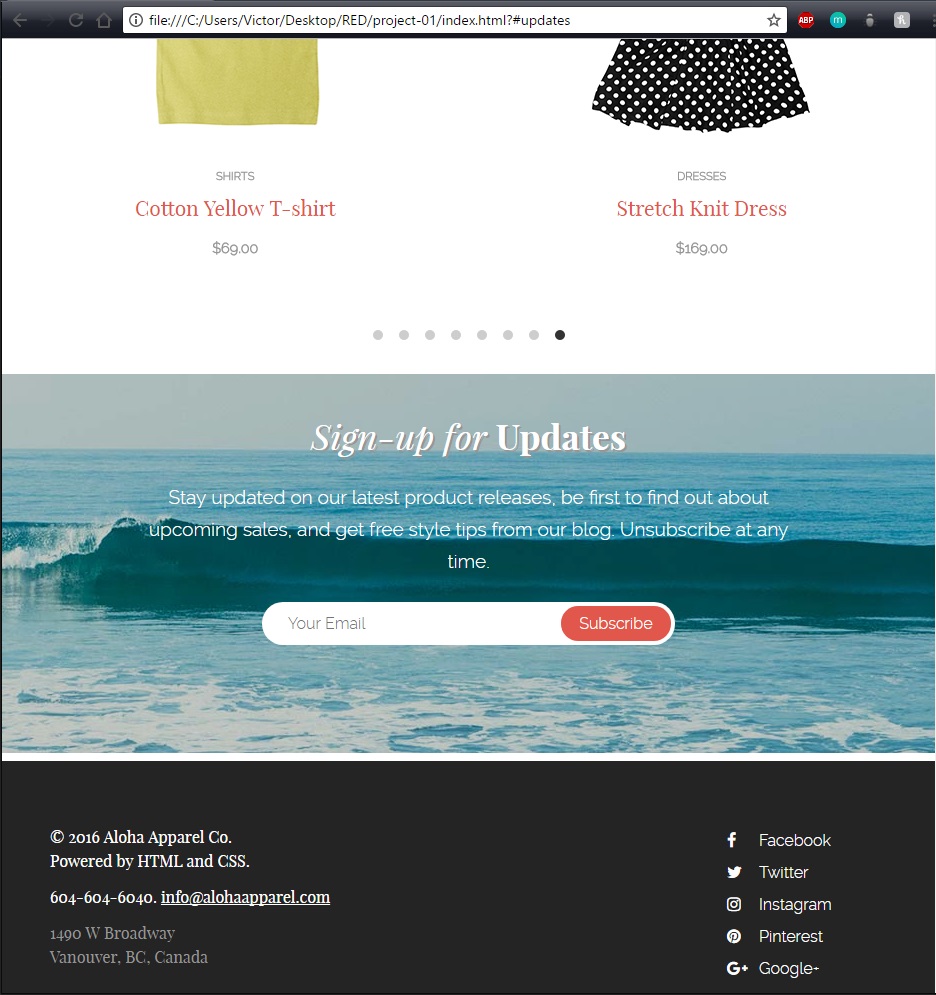 file:///C:/Users/Victor/Desktop/RED/project-01/index.html?#updates
ABP
m
SHIRTS
Cotton Yellow T-shirt
$69.00
DRESSES
Stretch Knit Dress
$169.00
Sign-up for Updates
Stay updated on our latest product releases, be first to find out about
upcoming sales, and get free style tips from our blog. Unsubscribe at any
time.
Your Email
Subscribe
© 2016 Aloha Apparel Co.
Powered by HTML and CSS.
604-604-6040. info@alohaapparel.com
1490 W Broadway
Vanouver, BC, Canada
Facebook
Twitter
Instagram
Pinterest
Google+